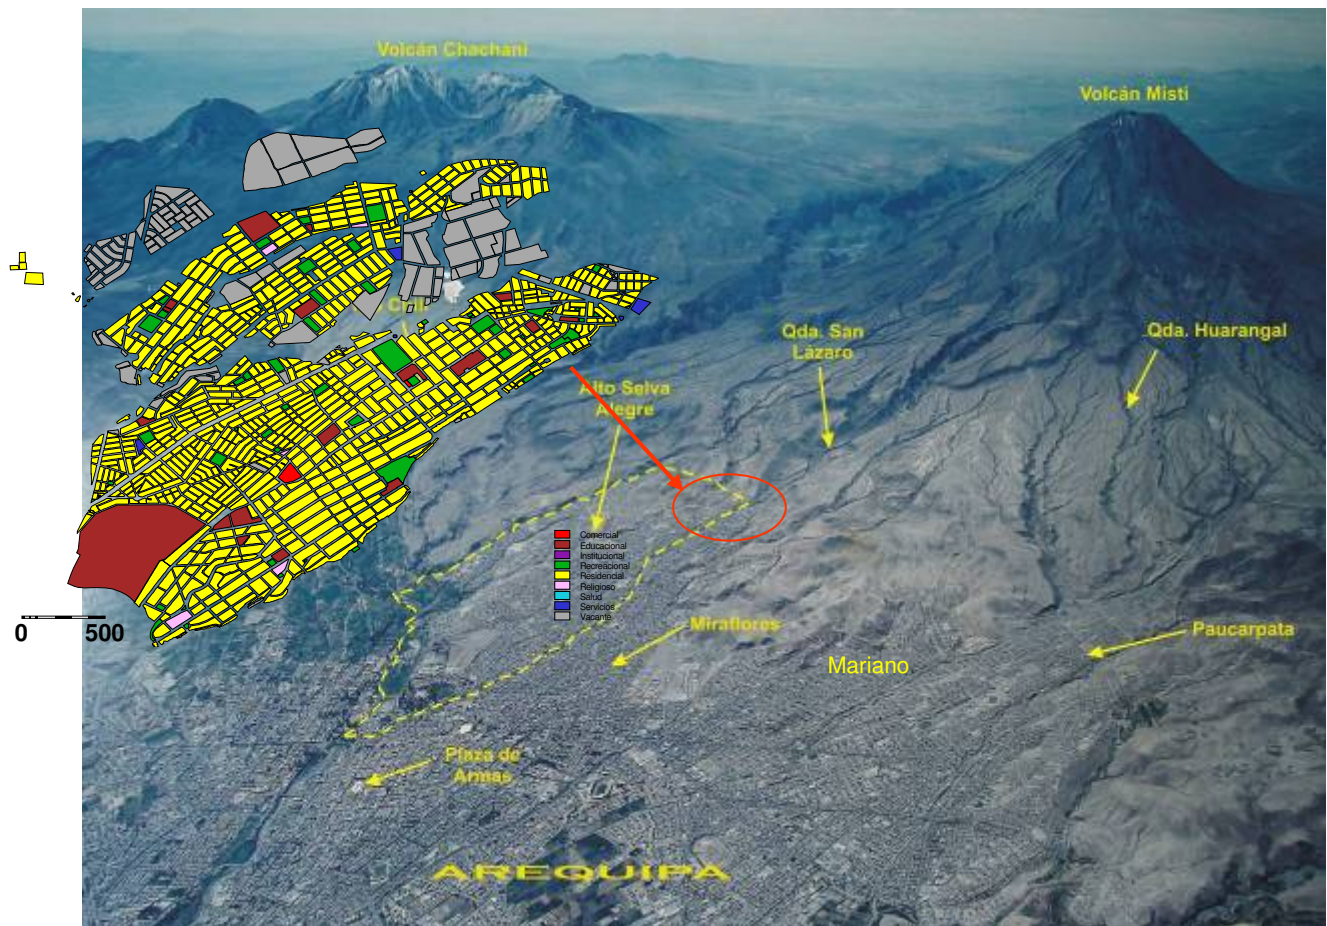 Volcán Chachani
Volcán Misti
Qda. San
Lázaro
Qda. Huarangal
Alto Selva
Alegre
Comercial
Educacional
Institucional
Recreacional
Residencial
Religioso
Salud
Servicios
Vacante
0 500
Miraflores
Paucarpata
Mariano
Plaza de
Armas
AREQUIPA